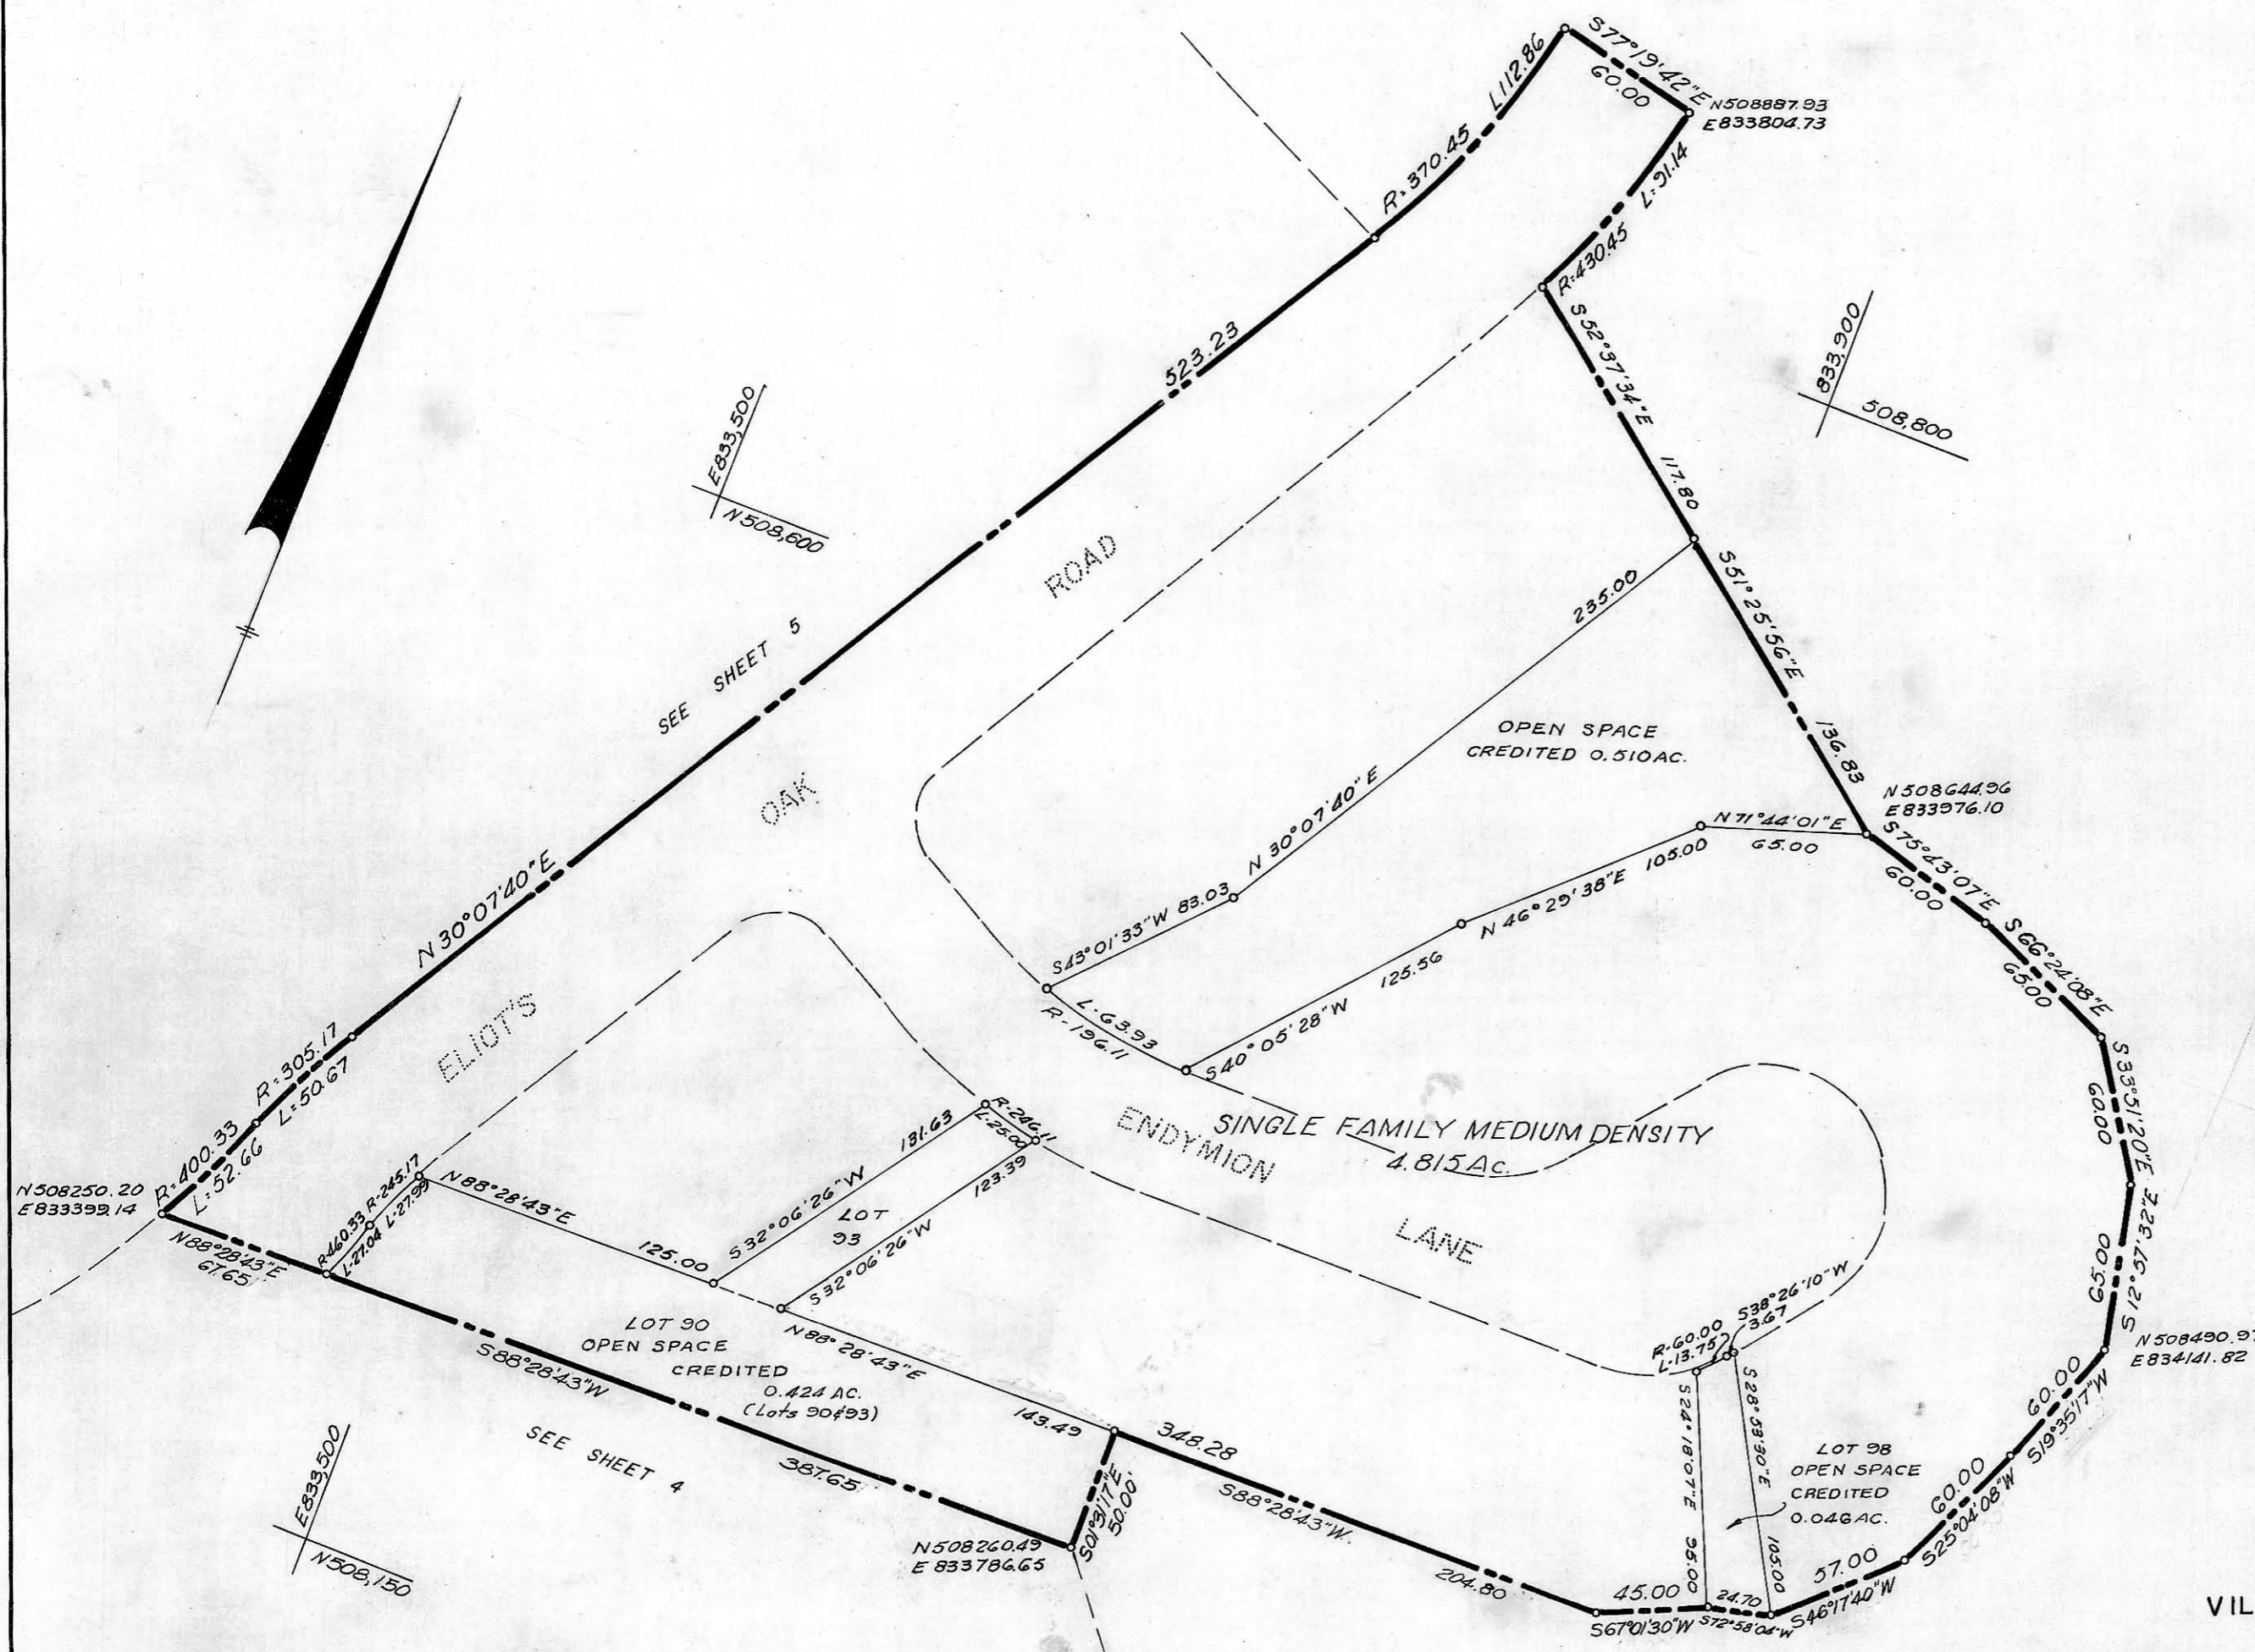 S77°19'42"E
60.00
N508887.93
E833804.73
L112.86
R=370.45
L=91.14
R=430.45
523.23
S52°37'34"E
117.80
833,900
508,800
E833,500
N508,600
ROAD
235.00
S51°25'56"E
136.83
SEE SHEET 5
OPEN SPACE
CREDITED 0.510AC.
OAK
N30°07'40"E
N508644.96
E833976.10
N71°44'01"E
65.00
105.00
N46°29'38"E
S75°43'07"E
60.00
N30°07'40"E
S43°01'33"W 83.03
125.56
S40°05'28"W
L-63.93
R-196.11
S66°24'08"E
65.00
ELIOT'S
R=305.17
L=50.67
R=400.33
L=52.66
N508250.20
E833399.14
N88°28'43"E
67.65
R-460.33
L-27.04
R-245.17
L-27.99
N88°28'43"E
125.00
131.63
S32°06'26"W
R-246.11
L-25.00
123.39
S32°06'26"W
LOT
93
ENDYMION
SINGLE FAMILY MEDIUM DENSITY
4.815Ac.
LANE
S33°51'20"E
60.00
S12°57'32"E
65.00
N508490.97
E834141.82
S38°26'10"W
3.67
R-60.00
L-13.75
LOT 90
OPEN SPACE
CREDITED
0.424 AC.
(Lots 90&93)
N88°28'43"E
143.49
S88°28'43"W
387.65
SEE SHEET 4
348.28
S88°28'43"W
204.80
S01°31'17"E
50.00'
N508260.49
E833786.65
E833,500
N508,150
S24°18'07"E 95.00
S28°53'30"E
105.00
LOT 98
OPEN SPACE
CREDITED
0.046AC.
60.00
S19°35'17"W
60.00
S25°04'08"W
57.00
S46°17'40"W
24.70
S72°58'04"W
45.00
S67°01'30"W
VIL